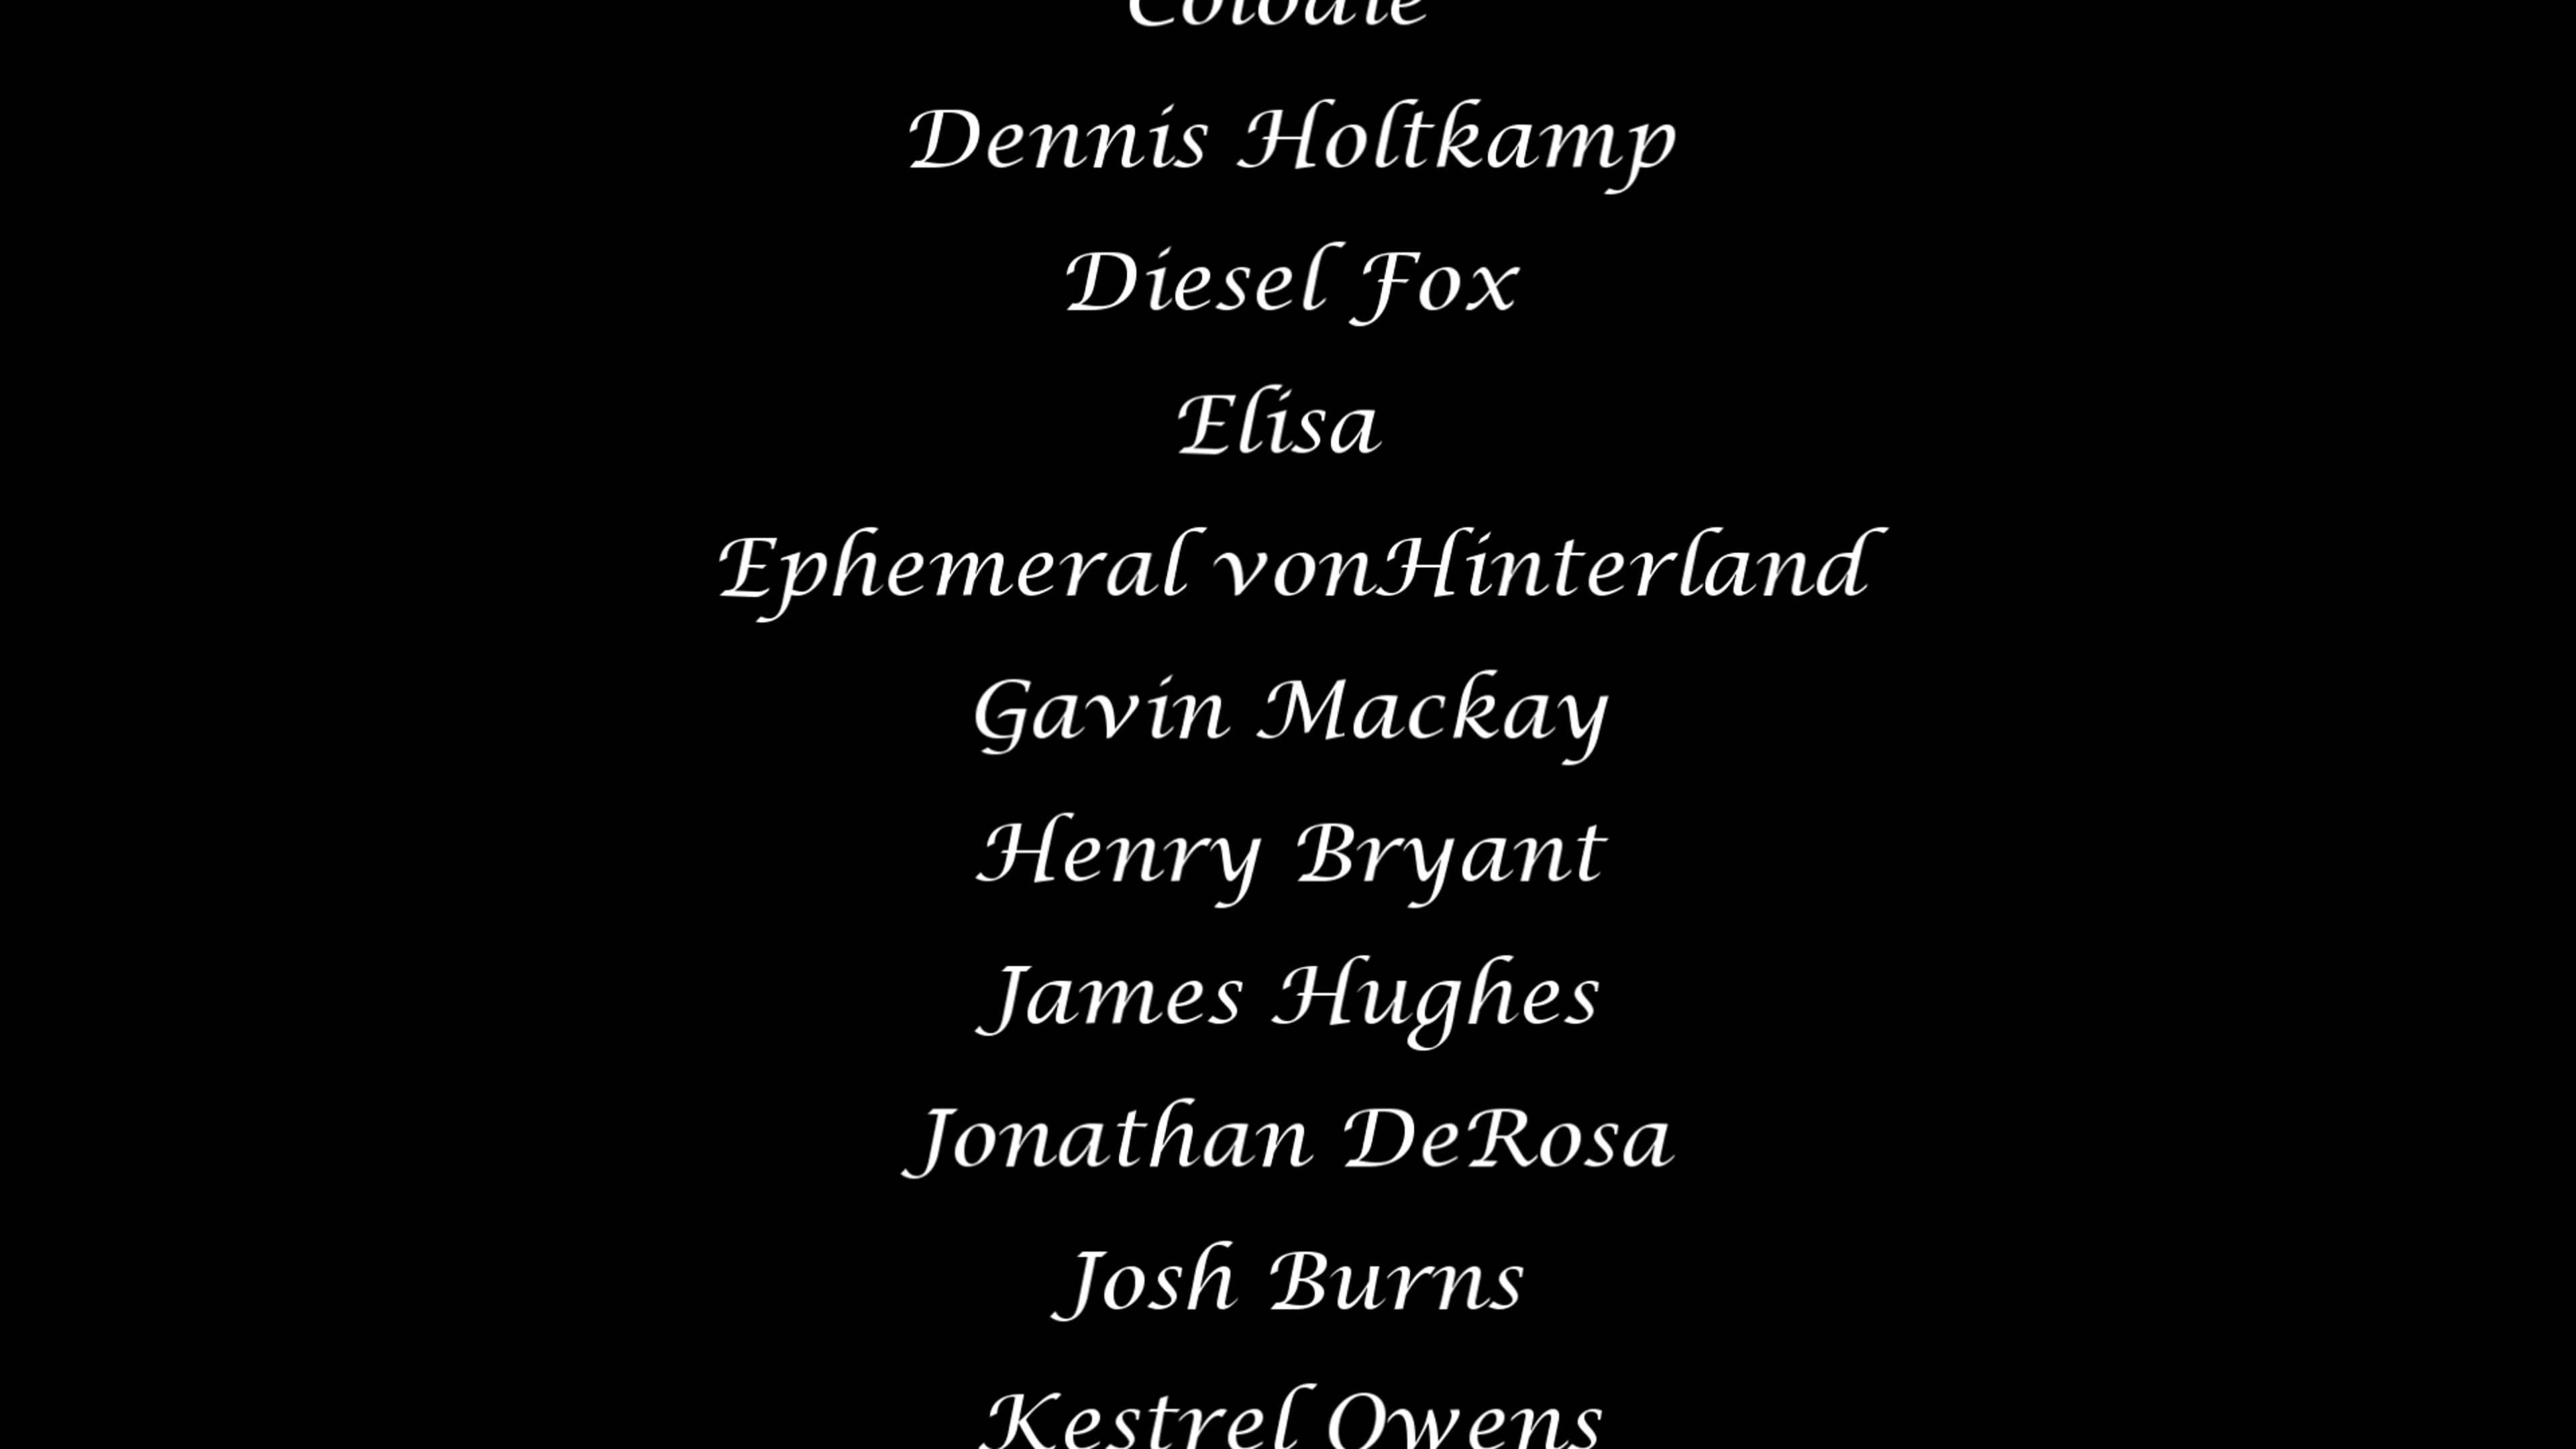 Dennis Holtkamp
Diesel Fox
Elisa
Ephemeral vonHinterland
Gavin Mackay
Henry Bryant
James Hughes
Jonathan DeRosa
Josh Burns
Kestrel Owens